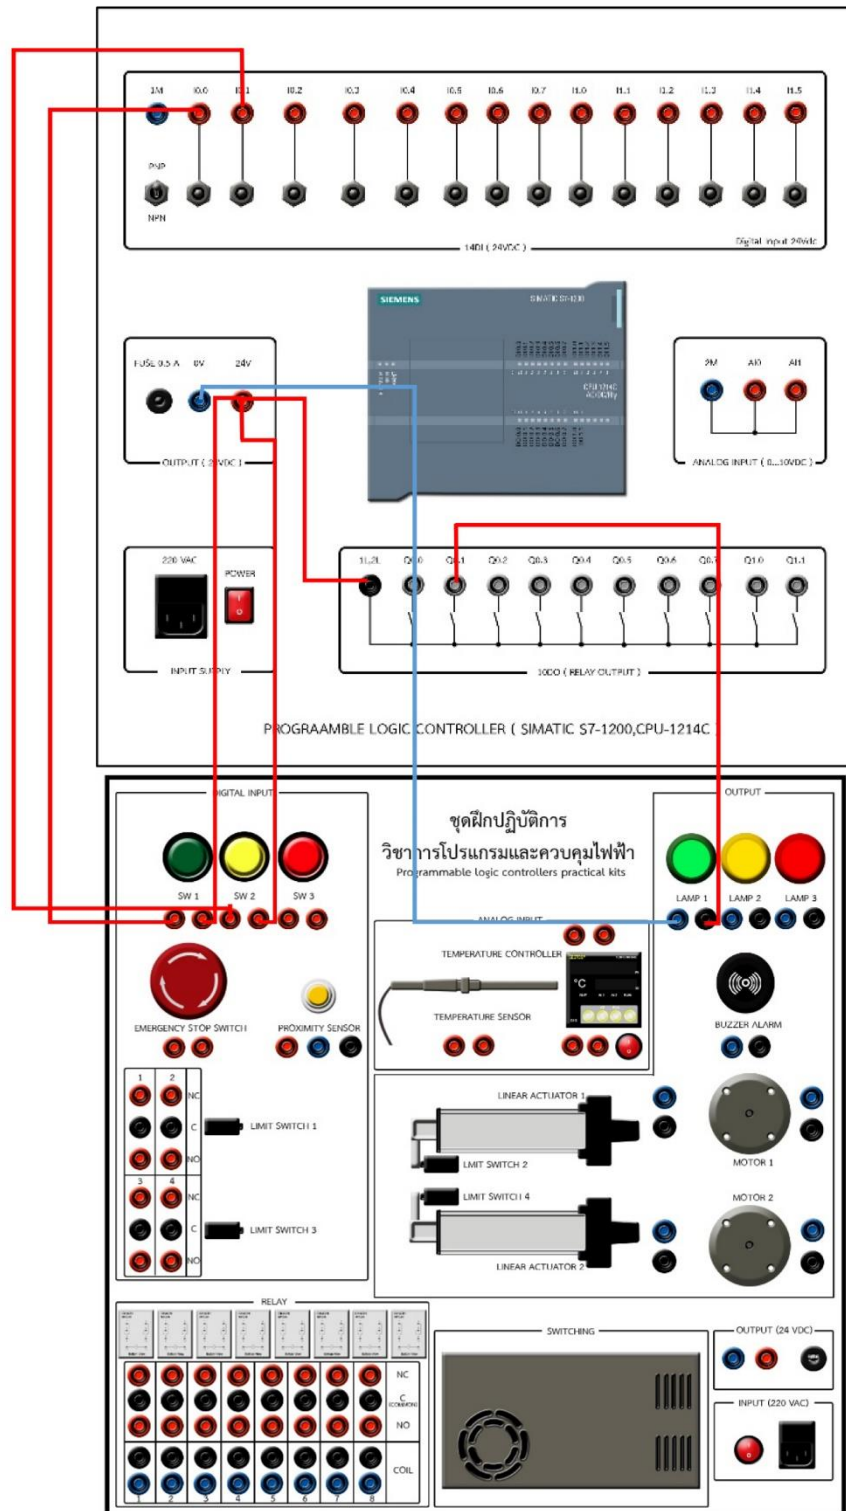 1M I0.0 I0.1 I0.2 I0.3 I0.4 I0.5 I0.6 I0.7 I1.0 I1.1 I1.2 I1.3 I1.4 I1.5
PNP
NPN
14DI ( 24VDC )
Digital Input 24Vdc
SIEMENS
SIMATIC S7-1200
CPU 1214C
AC/DC/Rly
FUSE 0.5 A 0V 24V
OUTPUT ( 24VDC )
2M AI0 AI1
ANALOG INPUT ( 0...10VDC )
220 VAC
POWER
INPUT SUPPLY
1L,2L Q0.0 Q0.1 Q0.2 Q0.3 Q0.4 Q0.5 Q0.6 Q0.7 Q1.0 Q1.1
10DO ( RELAY OUTPUT )
PROGRAAMBLE LOGIC CONTROLLER ( SIMATIC S7-1200,CPU-1214C )
DIGITAL INPUT
SW 1 SW 2 SW 3
ชุดฝึกปฏิบัติการ
วิชาการโปรแกรมและควบคุมไฟฟ้า
Programmable logic controllers practical kits
OUTPUT
LAMP 1 LAMP 2 LAMP 3
EMERGENCY STOP SWITCH
PROXIMITY SENSOR
ANALOG INPUT
TEMPERATURE CONTROLLER
°C
TEMPERATURE SENSOR
BUZZER ALARM
1 2
NC
C
NO
LIMIT SWITCH 1
3 4
NC
C
NO
LIMIT SWITCH 3
LINEAR ACTUATOR 1
LMIT SWITCH 2
LMIT SWITCH 4
LINEAR ACTUATOR 2
MOTOR 1
MOTOR 2
RELAY
NC
C
(COMMON)
NO
COIL
1 2 3 4 5 6 7 8
SWITCHING
OUTPUT (24 VDC)
INPUT (220 VAC)